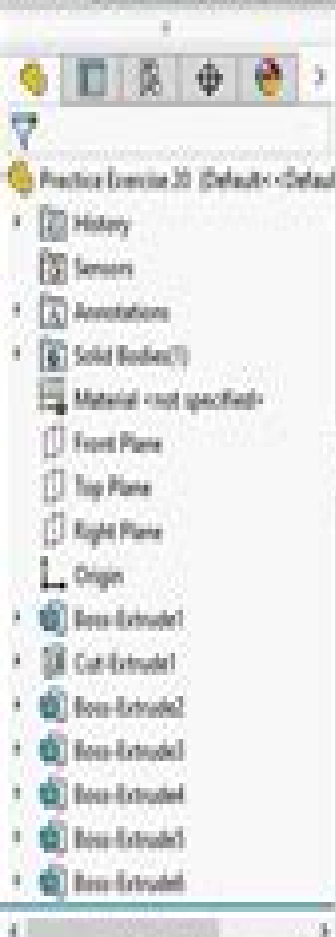 Practice Exercise 20 (Default<<Defaul
History
Sensors
Annotations
Solid Bodies(1)
Material <not specified>
Front Plane
Top Plane
Right Plane
Origin
Boss-Extrude1
Cut-Extrude1
Boss-Extrude2
Boss-Extrude3
Boss-Extrude4
Boss-Extrude5
Boss-Extrude6